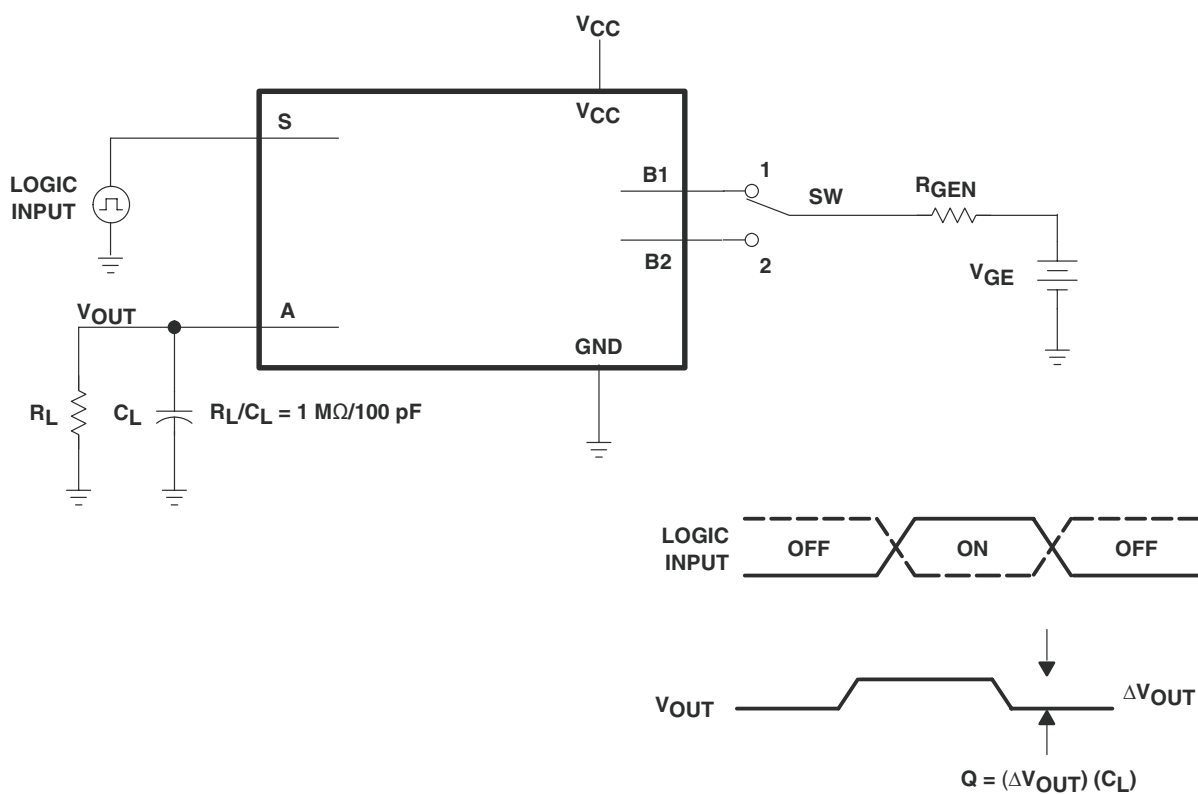 VCC
VCC
S
LOGIC
INPUT
B1
1
SW
RGEN
B2
2
VGE
VOUT
A
GND
RL
CL
RL/CL = 1 MΩ/100 pF
LOGIC
INPUT
OFF
ON
OFF
VOUT
ΔVOUT
Q = (ΔVOUT) (CL)